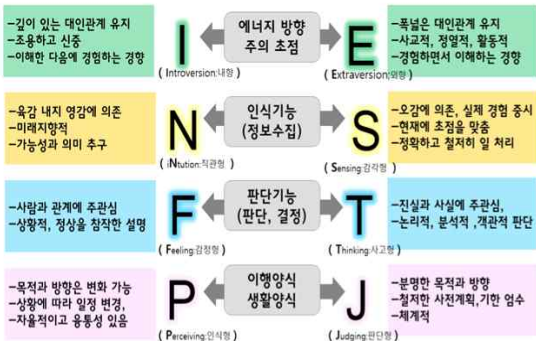 -깊이 있는 대인관계 유지
-조용하고 신중
-이해한 다음에 경험하는 경향
I
( Introversion:내향 )
에너지 방향
주의 초점
E
( Extraversion:외향 )
-폭넓은 대인관계 유지
-사교적, 정열적, 활동적
-경험하면서 이해하는 경향
-육감 내지 영감에 의존
-미래지향적
-가능성과 의미 추구
N
( iNtution:직관형 )
인식기능
(정보수집)
S
( Sensing:감각형 )
-오감에 의존, 실제 경험 중시
-현재에 초점을 맞춤
-정확하고 철저히 일 처리
-사람과 관계에 주관심
-상황적, 정상을 참작한 설명
F
( Feeling:감정형 )
판단기능
(판단, 결정)
T
( Thinking:사고형 )
-진실과 사실에 주관심,
-논리적, 분석적 ,객관적 판단
-목적과 방향은 변화 가능
-상황에 따라 일정 변경,
-자율적이고 융통성 있음
P
( Perceiving:인식형 )
이행양식
생활양식
J
( Judging:판단형 )
-분명한 목적과 방향
-철저한 사전계획,기한 엄수
-체계적